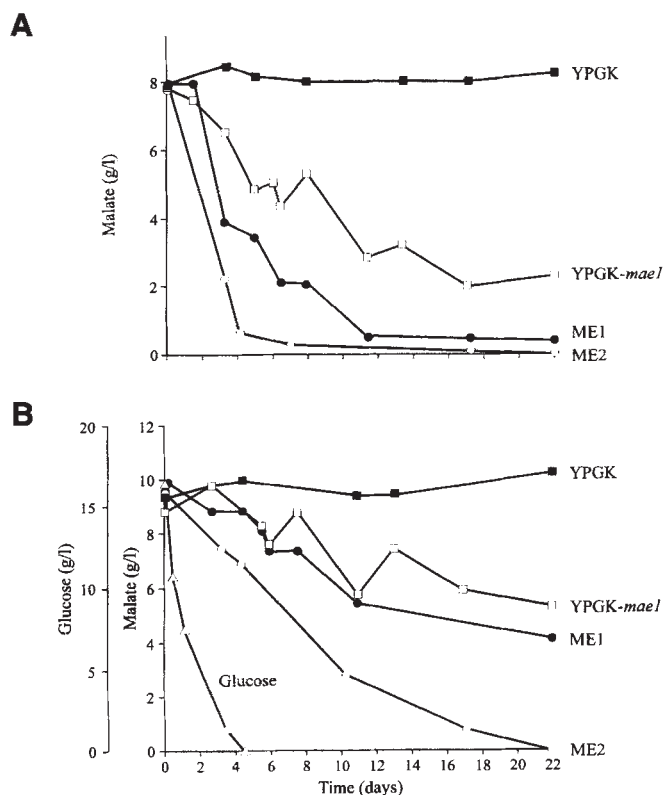 A
8
6
4
2
0
Malate (g/l)
YPGK
YPGK-mae1
ME1
ME2
B
20
15
10
5
0
Glucose (g/l)
12
10
8
6
4
2
0
Malate (g/l)
Glucose
YPGK
YPGK-mae1
ME1
ME2
0 2 4 6 8 10 12 14 16 18 20 22
Time (days)